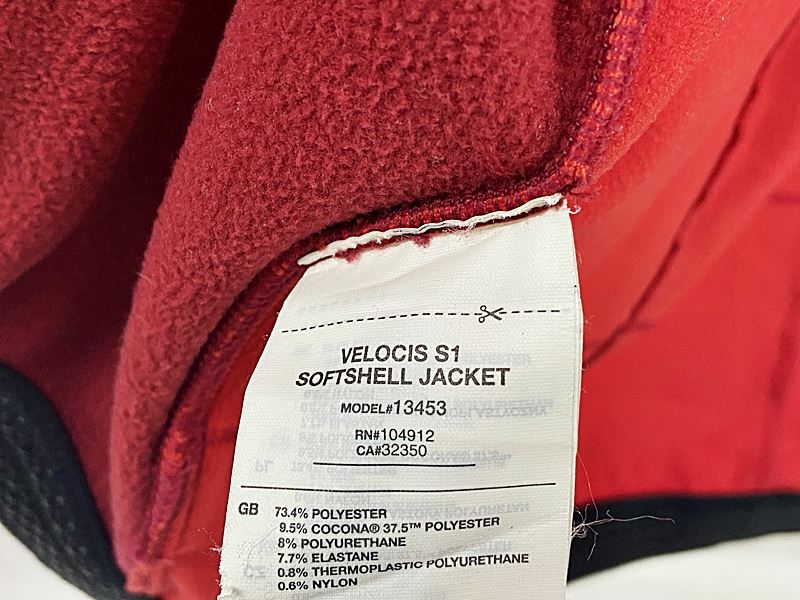 VELOCIS S1
SOFTSHELL JACKET
MODEL#13453
RN#104912
CA#32350
GB 73.4% POLYESTER
9.5% COCONA® 37.5™ POLYESTER
8% POLYURETHANE
7.7% ELASTANE
0.8% THERMOPLASTIC POLYURETHANE
0.6% NYLON